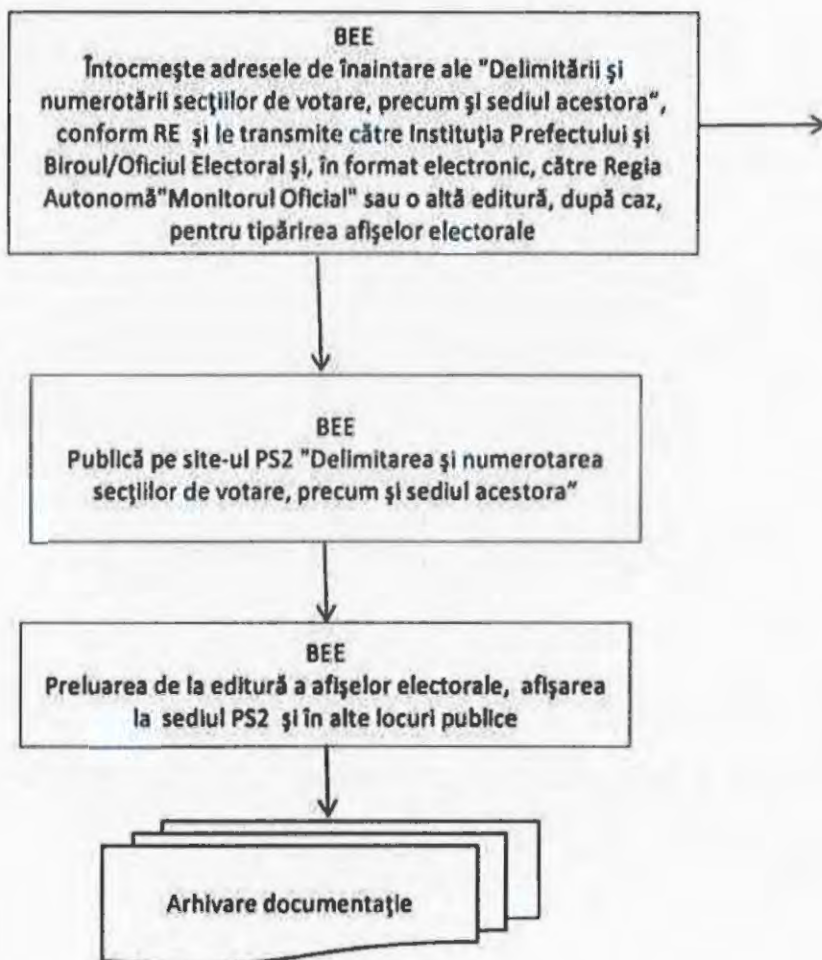 BEE
Întocmeşte adresele de înaintare ale "Delimitării şi
numerotării secţiilor de votare, precum şi sediul acestora",
conform RE şi le transmite către Instituţia Prefectului şi
Biroul/Oficiul Electoral şi, în format electronic, către Regia
Autonomă"Monitorul Oficial" sau o altă editură, după caz,
pentru tipărirea afişelor electorale
BEE
Publică pe site-ul PS2 "Delimitarea şi numerotarea
secţiilor de votare, precum şi sediul acestora"
BEE
Preluarea de la editură a afişelor electorale, afişarea
la sediul PS2 şi în alte locuri publice
Arhivare documentaţie